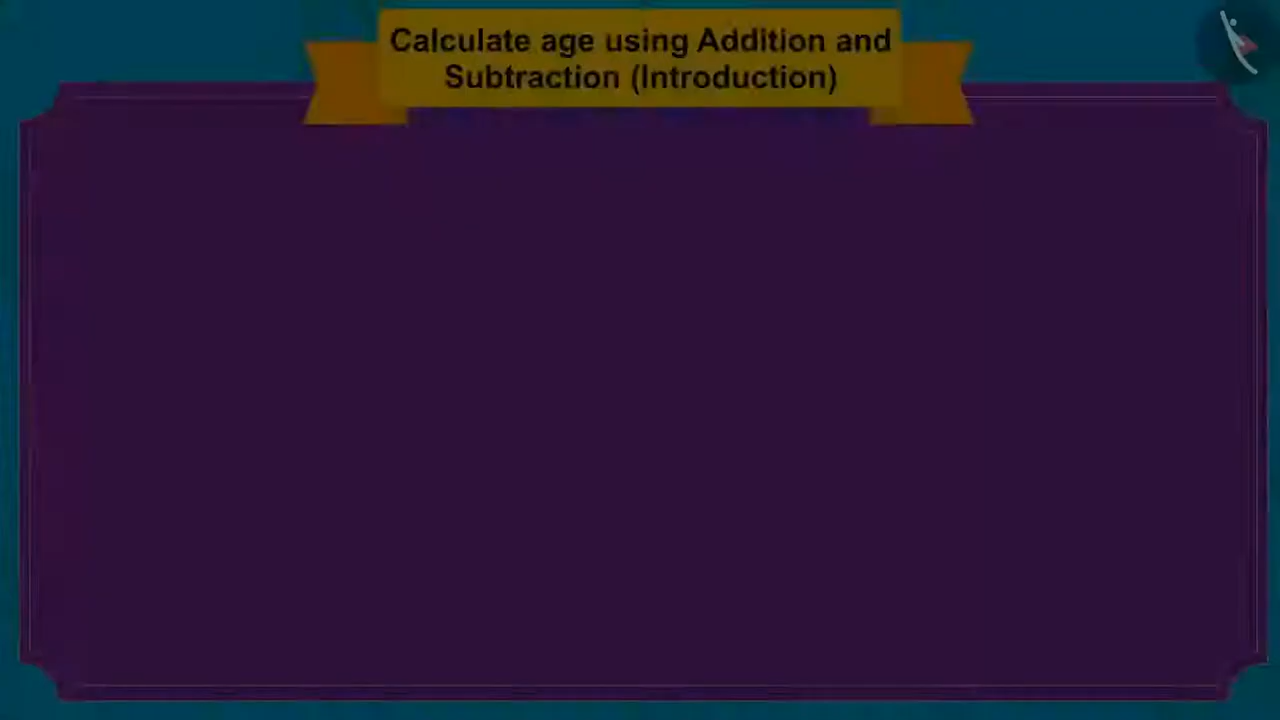 Calculate age using Addition and
Subtraction (Introduction)